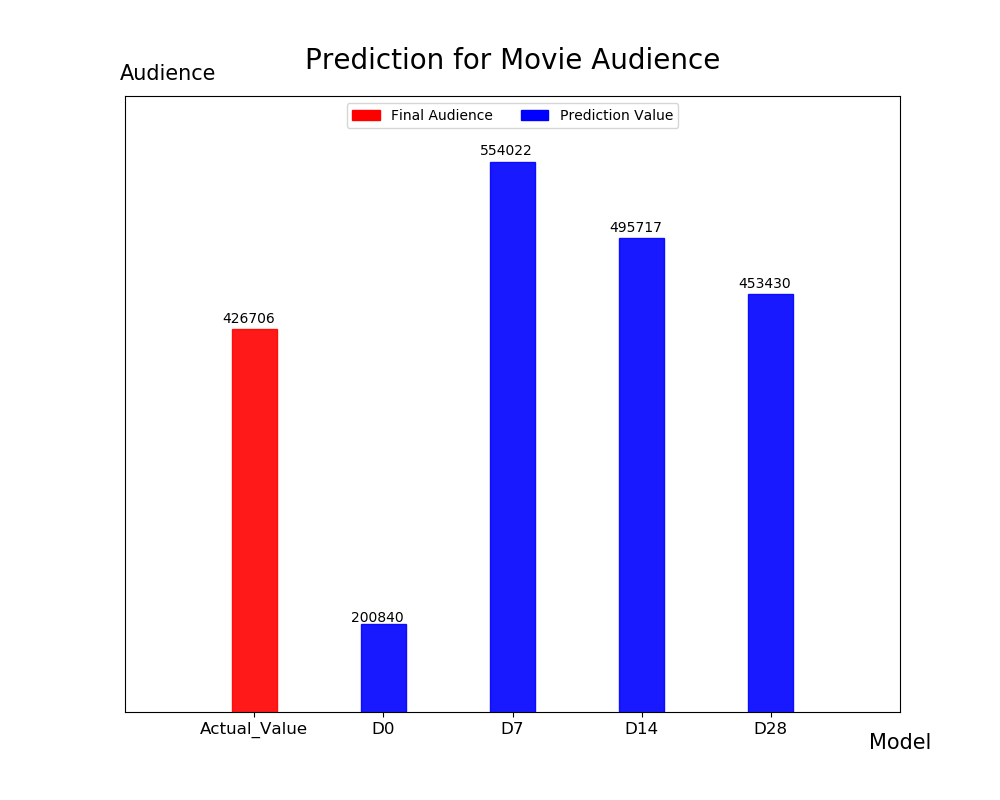 Prediction for Movie Audience
Audience
Final Audience Prediction Value
554022
495717
453430
426706
200840
Actual_Value D0 D7 D14 D28
Model